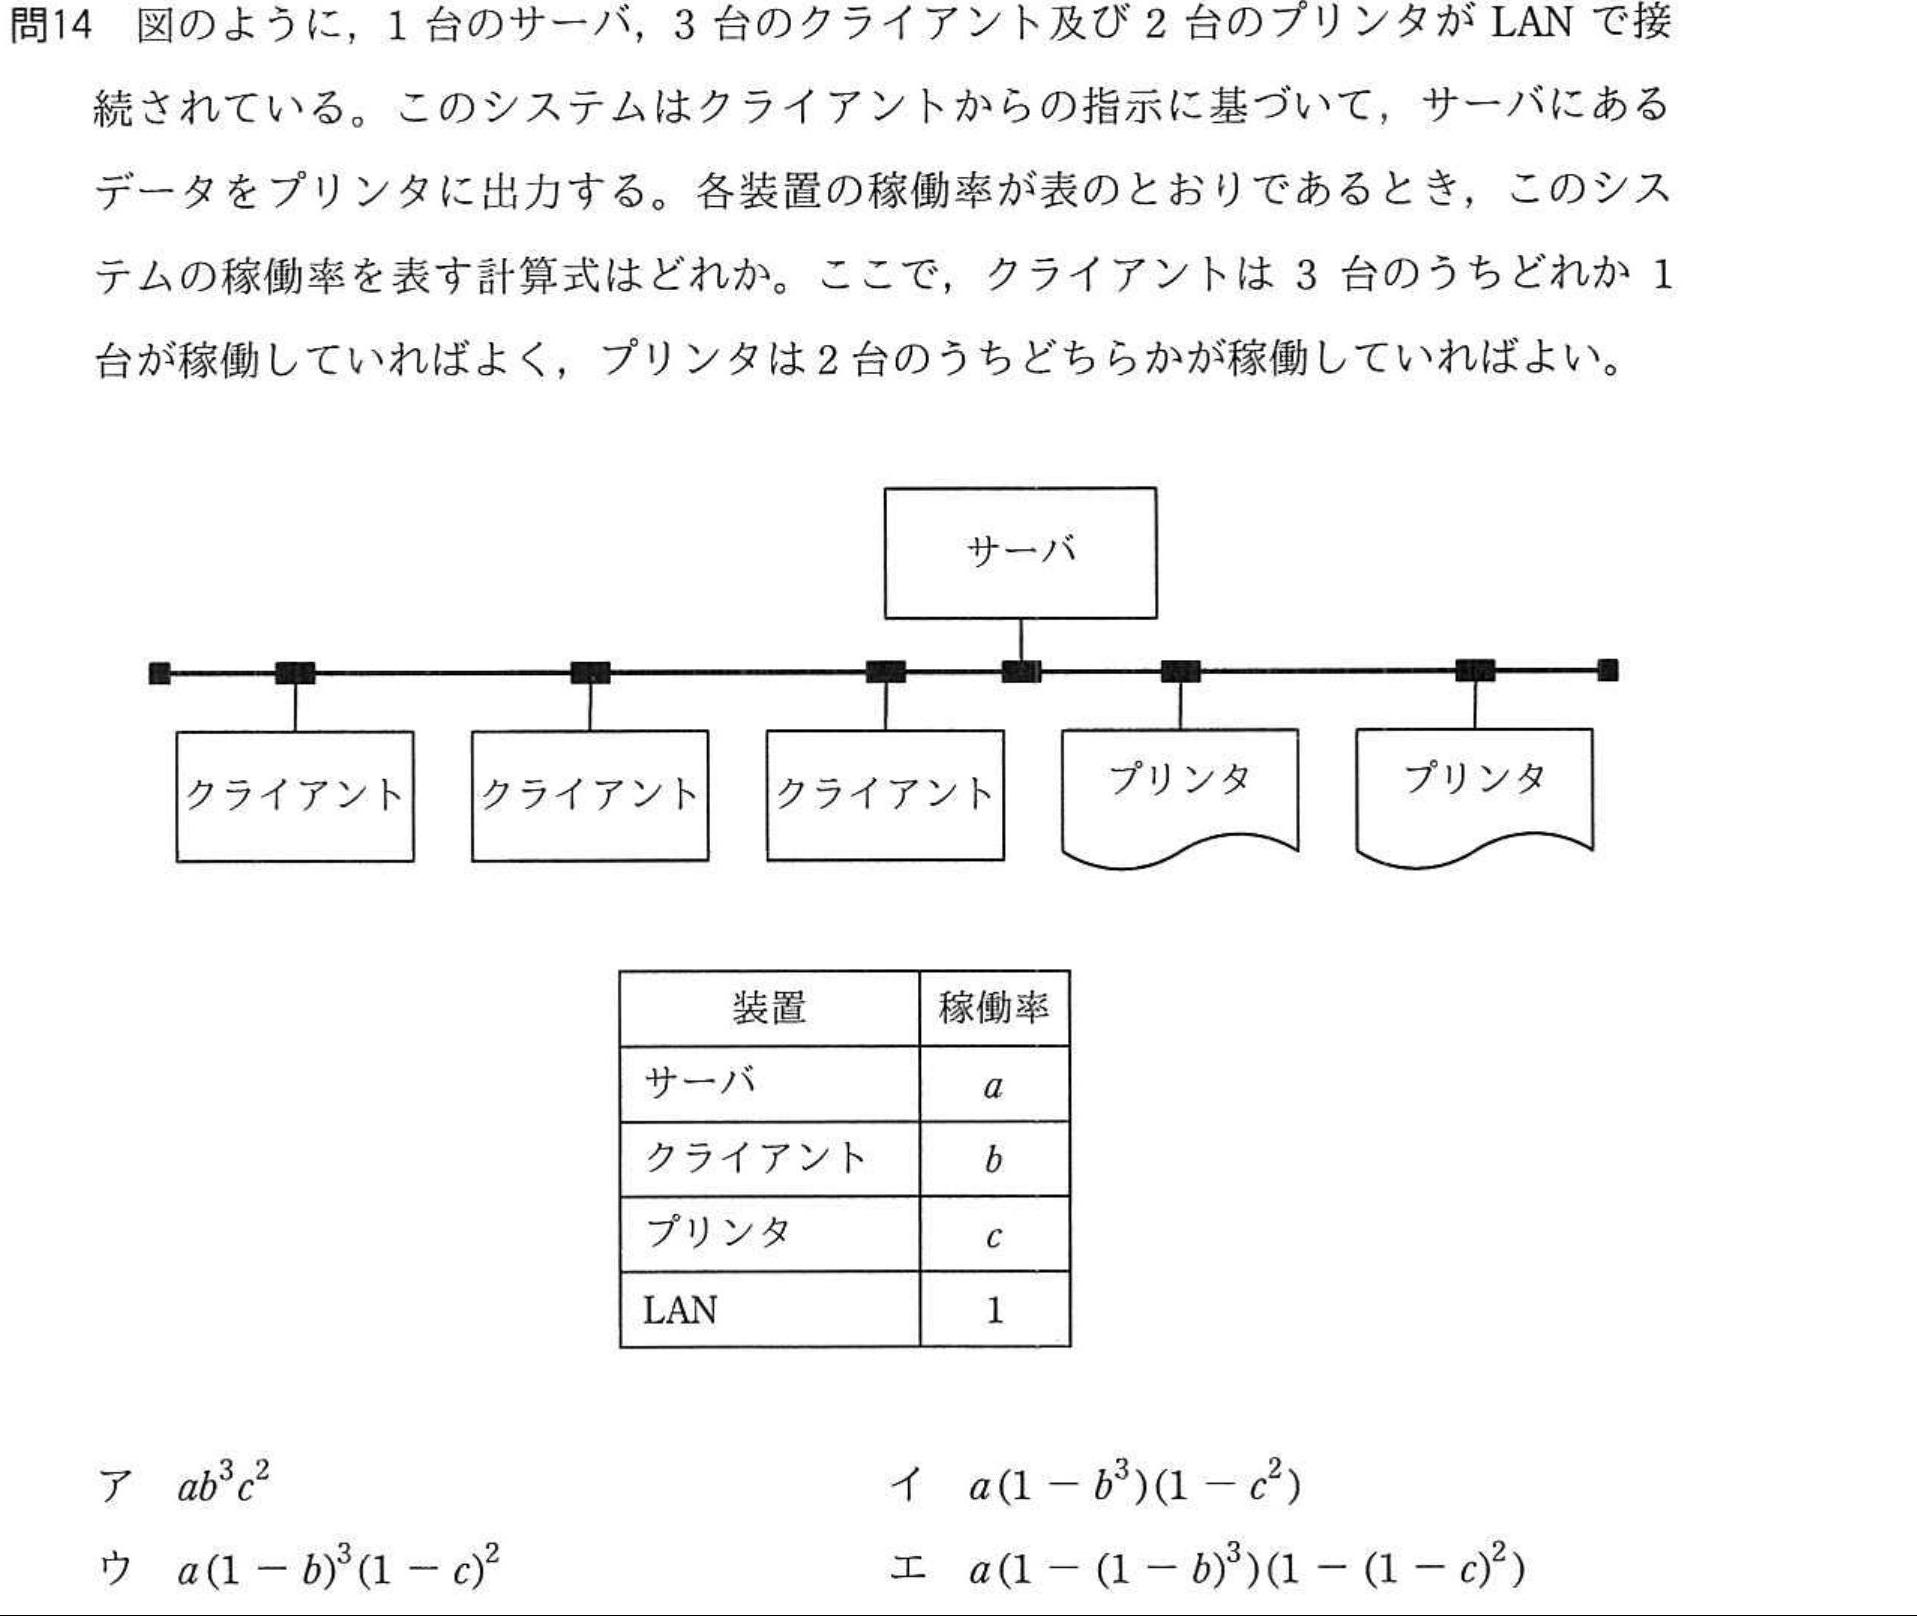 問14 図のように，1 台のサーバ，3 台のクライアント及び 2 台のプリンタが LAN で接
続されている。このシステムはクライアントからの指示に基づいて，サーバにある
データをプリンタに出力する。各装置の稼働率が表のとおりであるとき，このシス
テムの稼働率を表す計算式はどれか。ここで，クライアントは 3 台のうちどれか 1
台が稼働していればよく，プリンタは 2 台のうちどちらかが稼働していればよい。
サーバ
クライアント クライアント クライアント プリンタ プリンタ
装置 稼働率
サーバ a
クライアント b
プリンタ c
LAN 1
ア ab³c² イ a(1 − b³)(1 − c²)
ウ a(1 − b)³(1 − c)² エ a(1 − (1 − b)³)(1 − (1 − c)²)